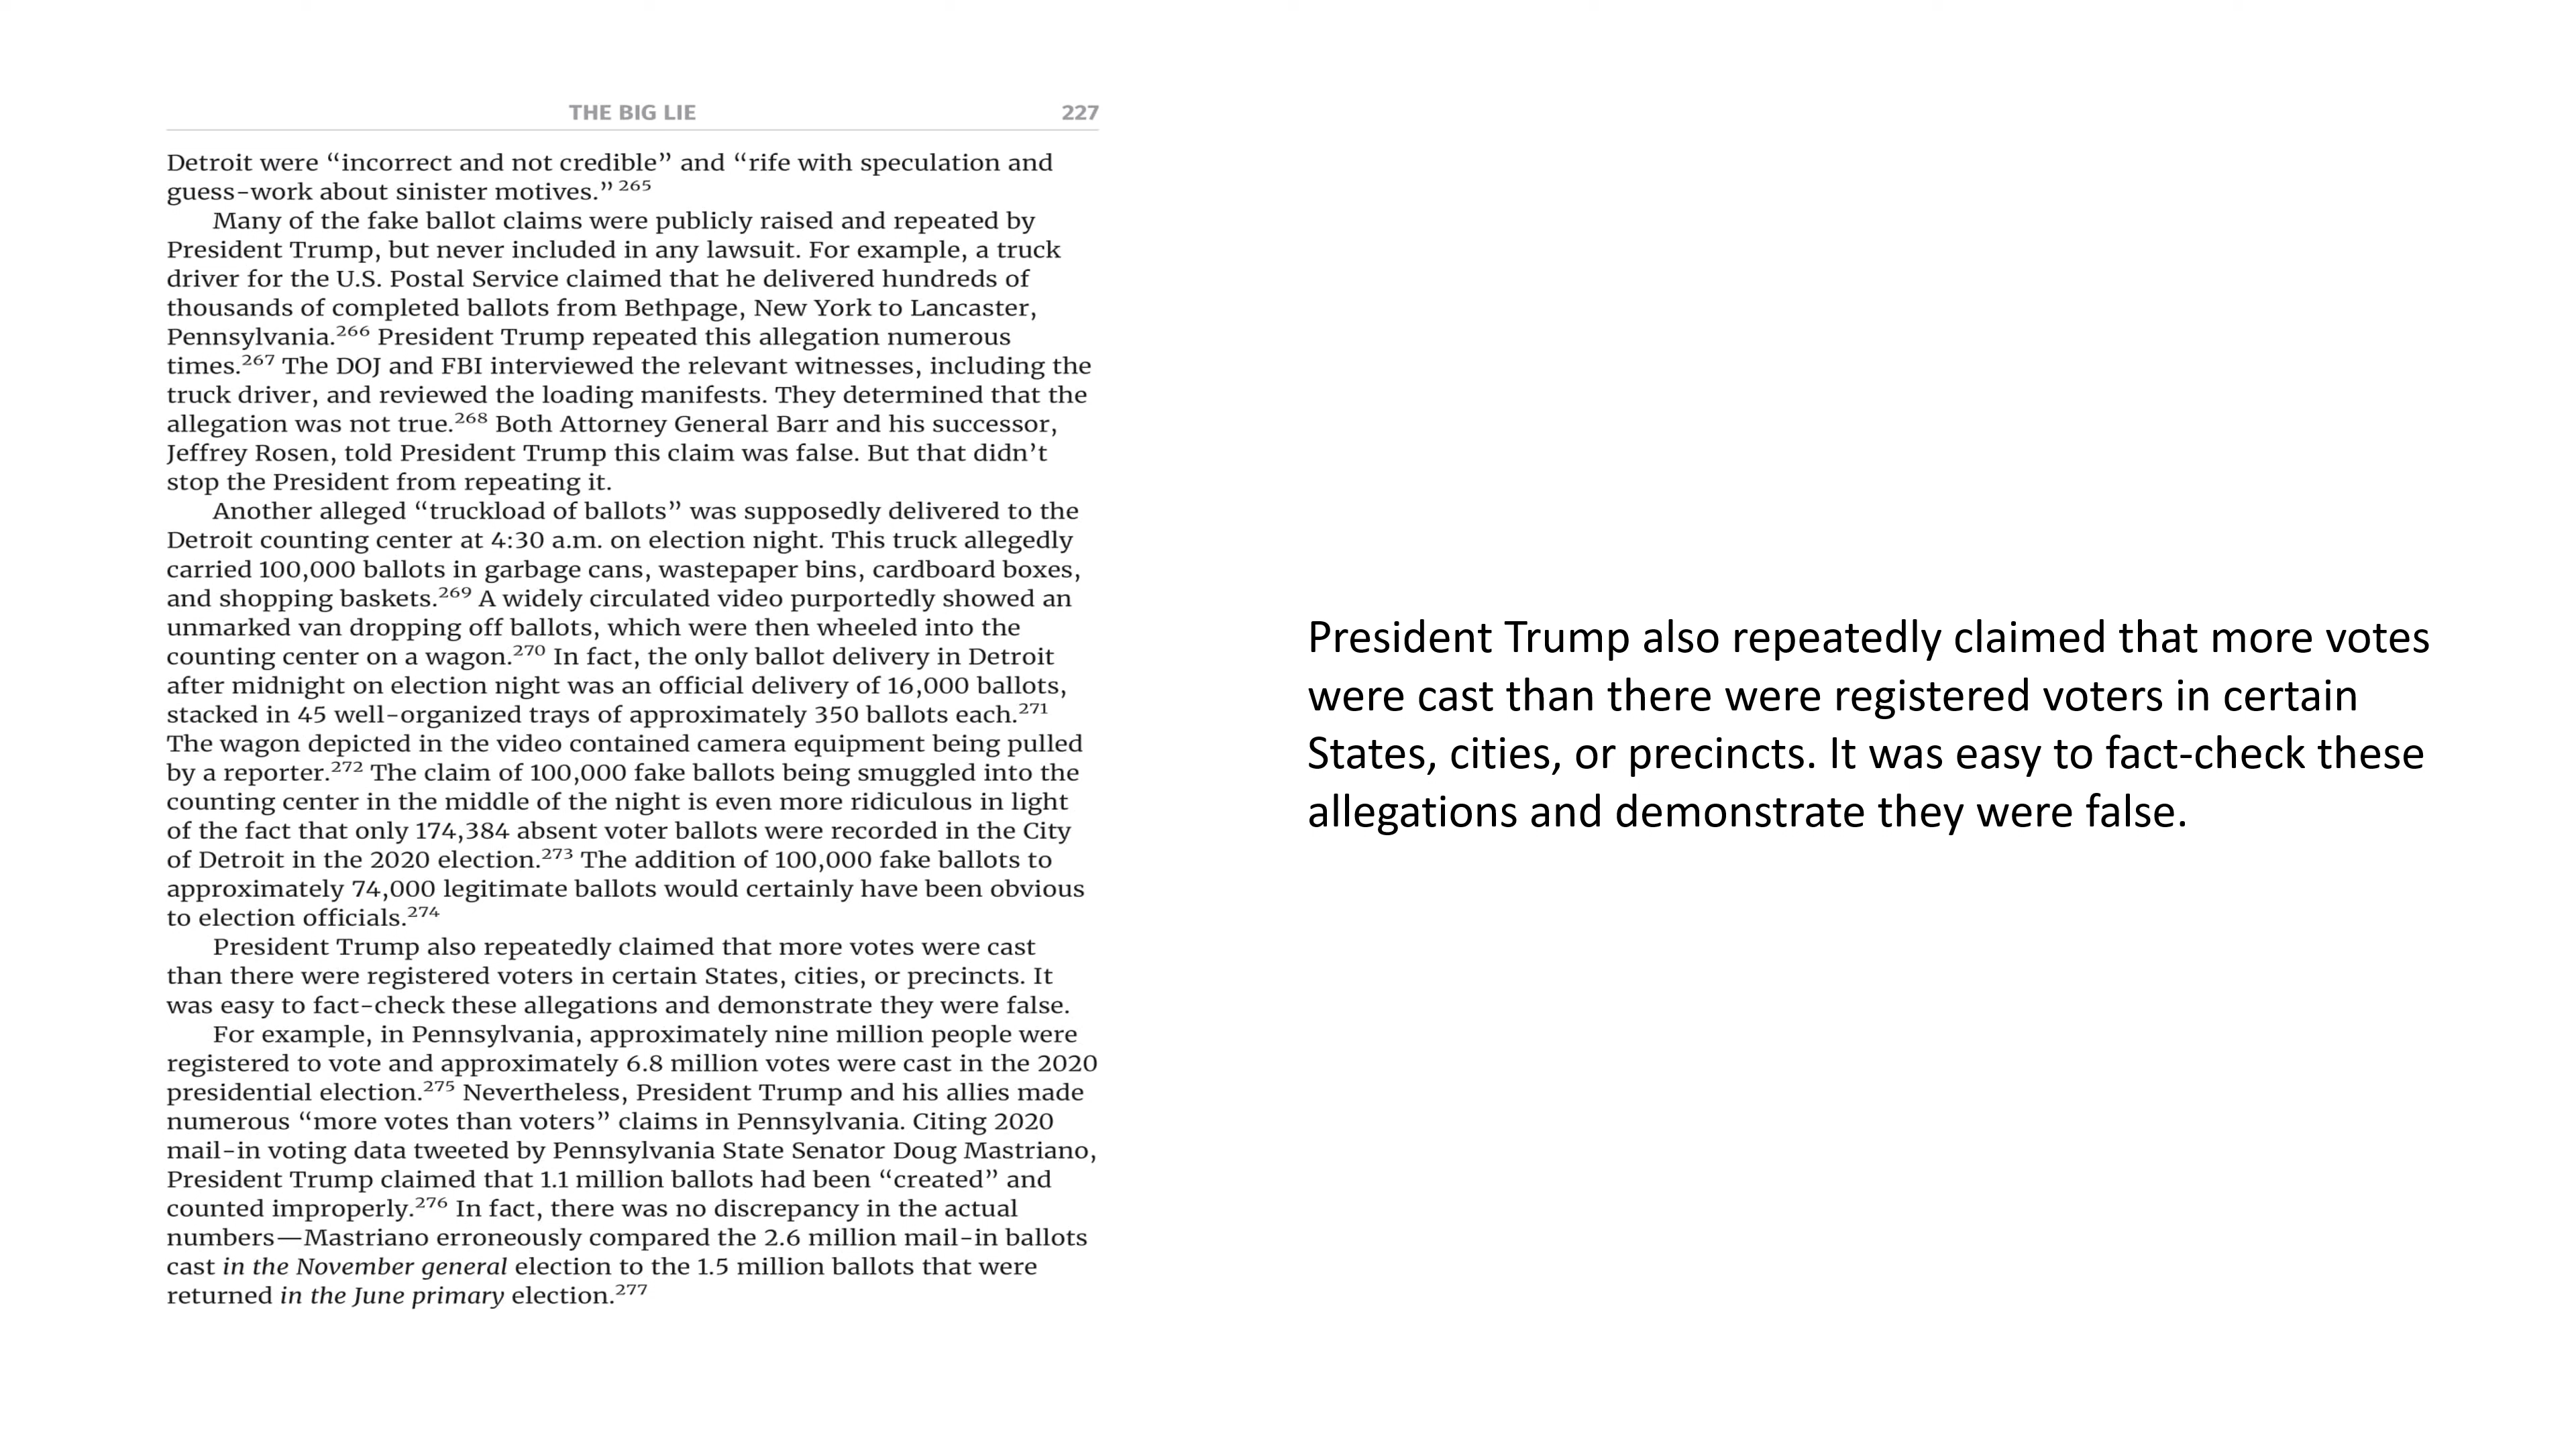 THE BIG LIE 227
Detroit were “incorrect and not credible” and “rife with speculation and
guess-work about sinister motives.” 265
Many of the fake ballot claims were publicly raised and repeated by
President Trump, but never included in any lawsuit. For example, a truck
driver for the U.S. Postal Service claimed that he delivered hundreds of
thousands of completed ballots from Bethpage, New York to Lancaster,
Pennsylvania.266 President Trump repeated this allegation numerous
times.267 The DOJ and FBI interviewed the relevant witnesses, including the
truck driver, and reviewed the loading manifests. They determined that the
allegation was not true.268 Both Attorney General Barr and his successor,
Jeffrey Rosen, told President Trump this claim was false. But that didn’t
stop the President from repeating it.
Another alleged “truckload of ballots” was supposedly delivered to the
Detroit counting center at 4:30 a.m. on election night. This truck allegedly
carried 100,000 ballots in garbage cans, wastepaper bins, cardboard boxes,
and shopping baskets.269 A widely circulated video purportedly showed an
unmarked van dropping off ballots, which were then wheeled into the
counting center on a wagon.270 In fact, the only ballot delivery in Detroit
after midnight on election night was an official delivery of 16,000 ballots,
stacked in 45 well-organized trays of approximately 350 ballots each.271
The wagon depicted in the video contained camera equipment being pulled
by a reporter.272 The claim of 100,000 fake ballots being smuggled into the
counting center in the middle of the night is even more ridiculous in light
of the fact that only 174,384 absent voter ballots were recorded in the City
of Detroit in the 2020 election.273 The addition of 100,000 fake ballots to
approximately 74,000 legitimate ballots would certainly have been obvious
to election officials.274
President Trump also repeatedly claimed that more votes were cast
than there were registered voters in certain States, cities, or precincts. It
was easy to fact-check these allegations and demonstrate they were false.
For example, in Pennsylvania, approximately nine million people were
registered to vote and approximately 6.8 million votes were cast in the 2020
presidential election.275 Nevertheless, President Trump and his allies made
numerous “more votes than voters” claims in Pennsylvania. Citing 2020
mail-in voting data tweeted by Pennsylvania State Senator Doug Mastriano,
President Trump claimed that 1.1 million ballots had been “created” and
counted improperly.276 In fact, there was no discrepancy in the actual
numbers—Mastriano erroneously compared the 2.6 million mail-in ballots
cast in the November general election to the 1.5 million ballots that were
returned in the June primary election.277
President Trump also repeatedly claimed that more votes
were cast than there were registered voters in certain
States, cities, or precincts. It was easy to fact-check these
allegations and demonstrate they were false.